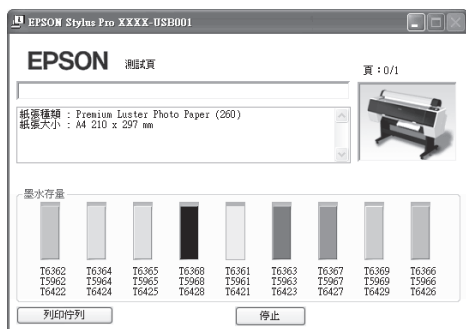 EPSON Stylus Pro XXXX-USB001
EPSON 測試頁
頁：0/1
紙張種類 : Premium Luster Photo Paper (260)
紙張大小 : A4 210 x 297 mm
墨水存量
T6362 T6364 T6365 T6368 T6361 T6363 T6367 T6369 T6366
T5962 T5964 T5965 T5968 T5961 T5963 T5967 T5969 T5966
T6422 T6424 T6425 T6428 T6421 T6423 T6427 T6429 T6426
列印佇列 停止